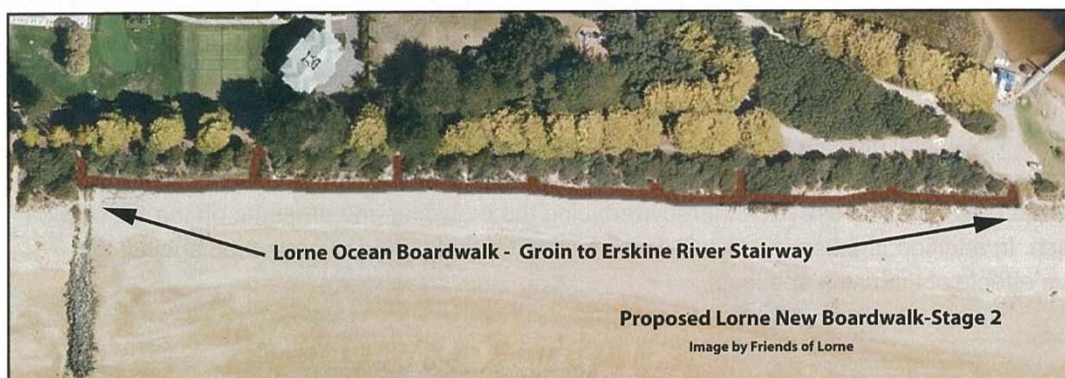 Lorne Ocean Boardwalk - Groin to Erskine River Stairway
Proposed Lorne New Boardwalk-Stage 2
Image by Friends of Lorne